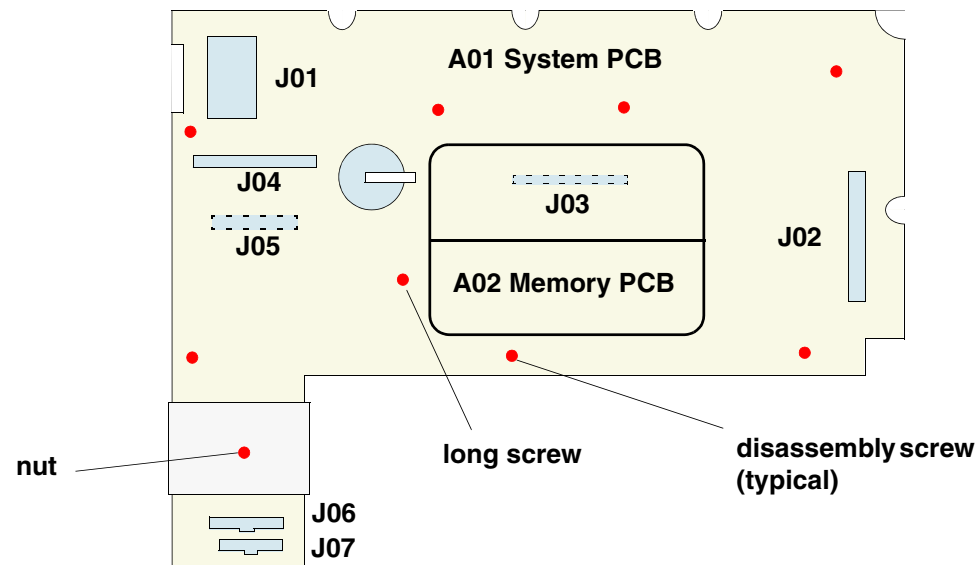 A01 System PCB
J01
J04
J03
J05
J02
A02 Memory PCB
long screw
disassembly screw
(typical)
nut
J06
J07